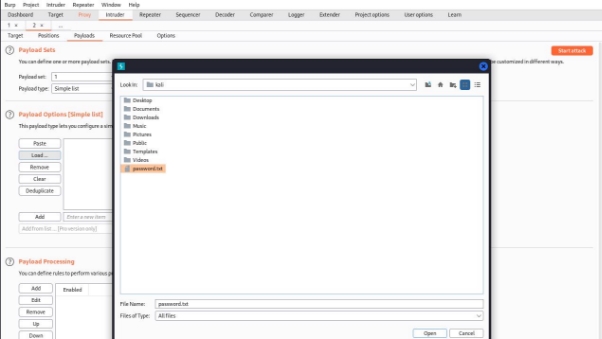 Burp Project Intruder Repeater Window Help
Dashboard Target Proxy Intruder Repeater Sequencer Decoder Comparer Logger Extender Project options User options Learn
1 × 2 × ...
Target Positions Payloads Resource Pool Options
Payload Sets
Start attack
You can define one or more payload sets.
be customized in different ways.
Payload set: 1
Payload type: Simple list
Payload Options [Simple list]
This payload type lets you configure a sim
Paste
Load ...
Remove
Clear
Deduplicate
Add Enter a new item
Add from list ... [Pro version only]
Payload Processing
You can define rules to perform various p
Add
Enabled
Edit
Remove
Up
Down
Look In: kali
Desktop
Documents
Downloads
Music
Pictures
Public
Templates
Videos
password.txt
File Name: password.txt
Files of Type: All files
Open Cancel